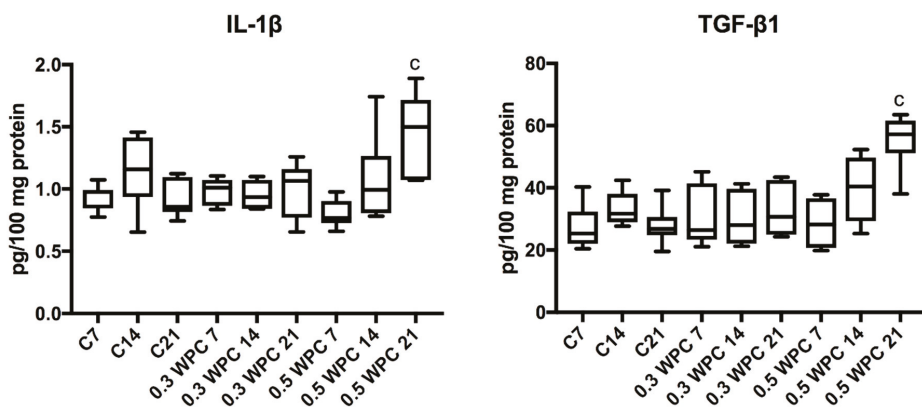 IL-1β
pg/100 mg protein
2.0
1.5
1.0
0.5
0.0
C
C7
C14
C21
0.3 WPC 7
0.3 WPC 14
0.3 WPC 21
0.5 WPC 7
0.5 WPC 14
0.5 WPC 21
TGF-β1
pg/100 mg protein
80
60
40
20
0
C
C7
C14
C21
0.3 WPC 7
0.3 WPC 14
0.3 WPC 21
0.5 WPC 7
0.5 WPC 14
0.5 WPC 21